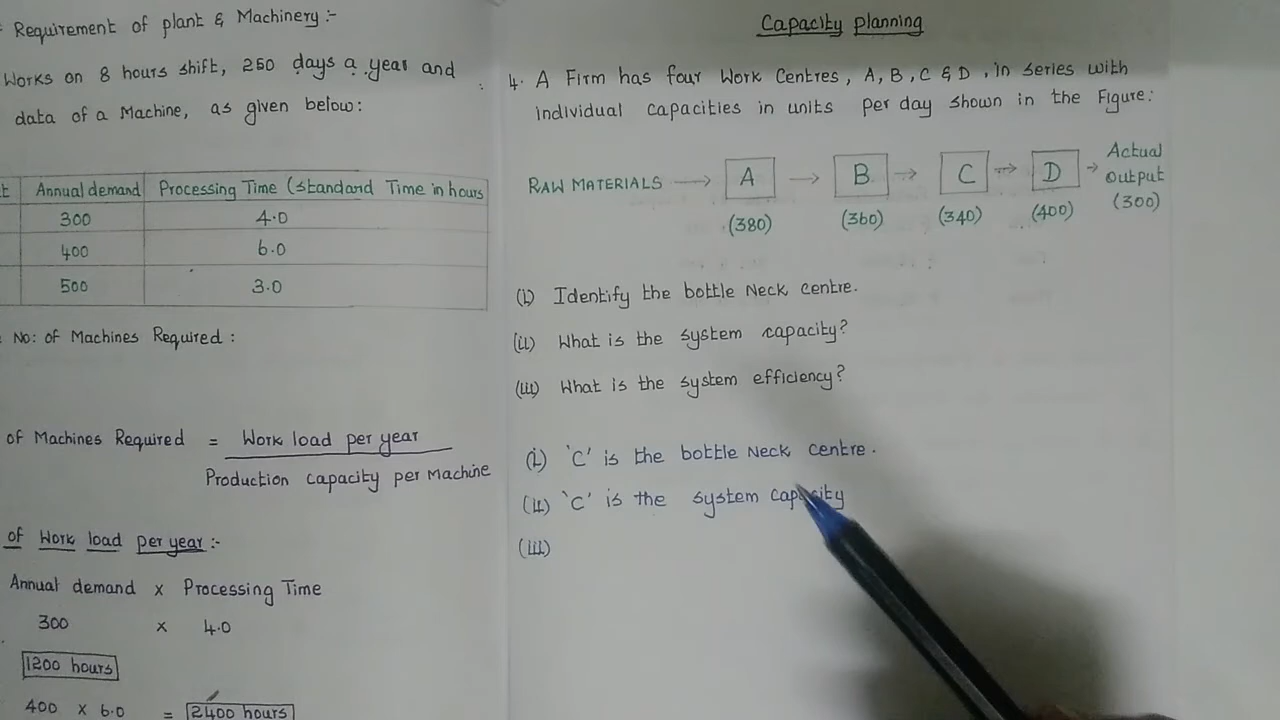 Requirement of plant & Machinery :-
Works on 8 hours shift, 250 days a year and
data of a Machine, as given below:
t Annual demand Processing Time (Standard Time in hours
300 4.0
400 6.0
500 3.0
No: of Machines Required :
of Machines Required = Work load per year
Production capacity per Machine
of Work load per year :-
Annual demand x Processing Time
300 x 4.0
1200 hours
400 x 6.0 = 2400 hours
Capacity planning
4. A Firm has four Work Centres, A, B, C & D, in series with
individual capacities in units per day shown in the Figure:
RAW MATERIALS → A → B → C → D → Actual output
(380) (360) (340) (400) (300)
(i) Identify the bottle Neck centre.
(ii) What is the system capacity?
(iii) What is the system efficiency?
(i) 'C' is the bottle Neck centre.
(ii) 'C' is the system capacity
(iii)